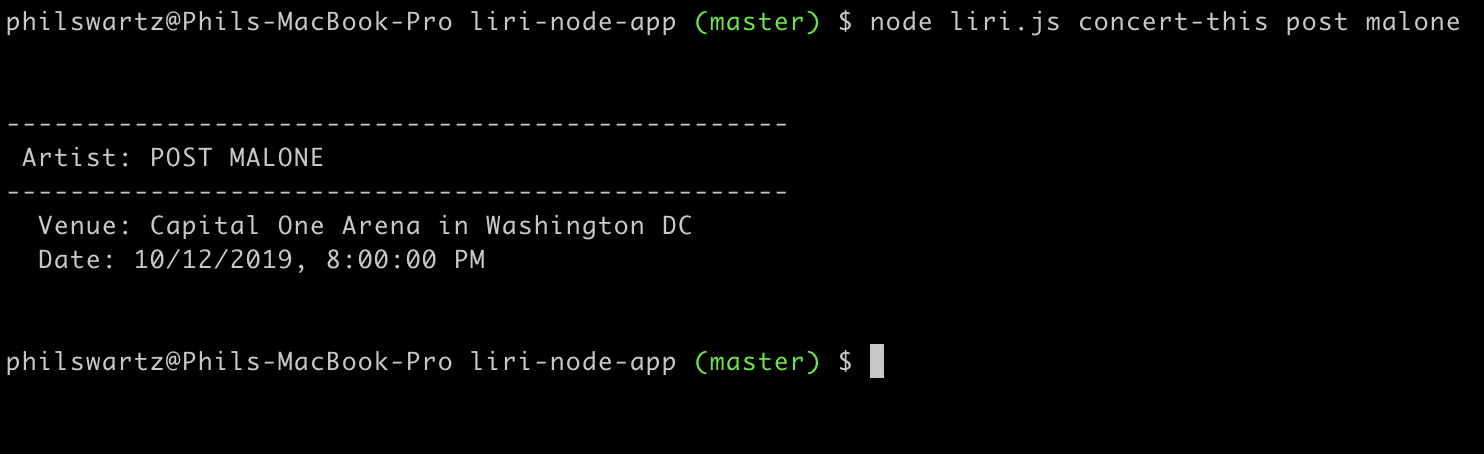 philswartz@Phils-MacBook-Pro liri-node-app (master) $ node liri.js concert-this post malone
-------------------------------------------------
Artist: POST MALONE
-------------------------------------------------
Venue: Capital One Arena in Washington DC
Date: 10/12/2019, 8:00:00 PM
philswartz@Phils-MacBook-Pro liri-node-app (master) $